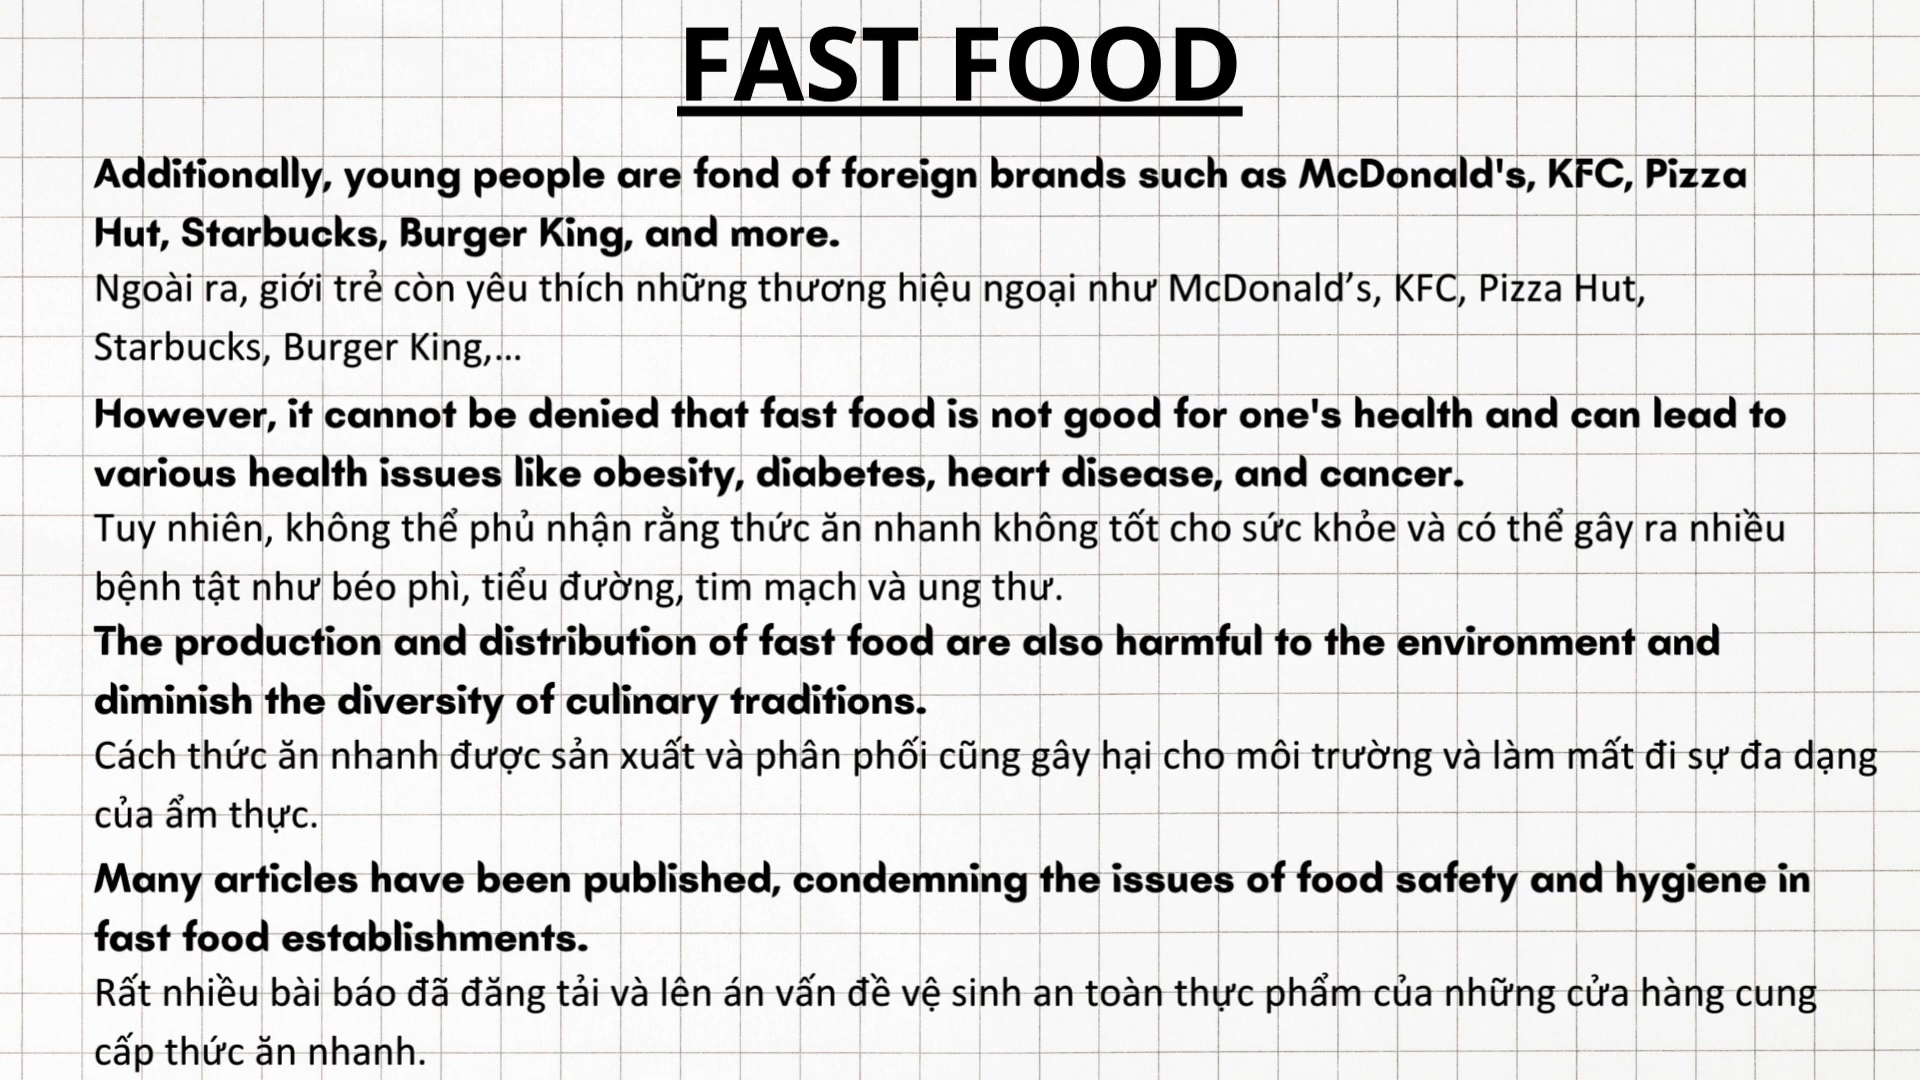 FAST FOOD
Additionally, young people are fond of foreign brands such as McDonald's, KFC, Pizza
Hut, Starbucks, Burger King, and more.
Ngoài ra, giới trẻ còn yêu thích những thương hiệu ngoại như McDonald’s, KFC, Pizza Hut,
Starbucks, Burger King,...
However, it cannot be denied that fast food is not good for one's health and can lead to
various health issues like obesity, diabetes, heart disease, and cancer.
Tuy nhiên, không thể phủ nhận rằng thức ăn nhanh không tốt cho sức khỏe và có thể gây ra nhiều
bệnh tật như béo phì, tiểu đường, tim mạch và ung thư.
The production and distribution of fast food are also harmful to the environment and
diminish the diversity of culinary traditions.
Cách thức ăn nhanh được sản xuất và phân phối cũng gây hại cho môi trường và làm mất đi sự đa dạng
của ẩm thực.
Many articles have been published, condemning the issues of food safety and hygiene in
fast food establishments.
Rất nhiều bài báo đã đăng tải và lên án vấn đề vệ sinh an toàn thực phẩm của những cửa hàng cung
cấp thức ăn nhanh.